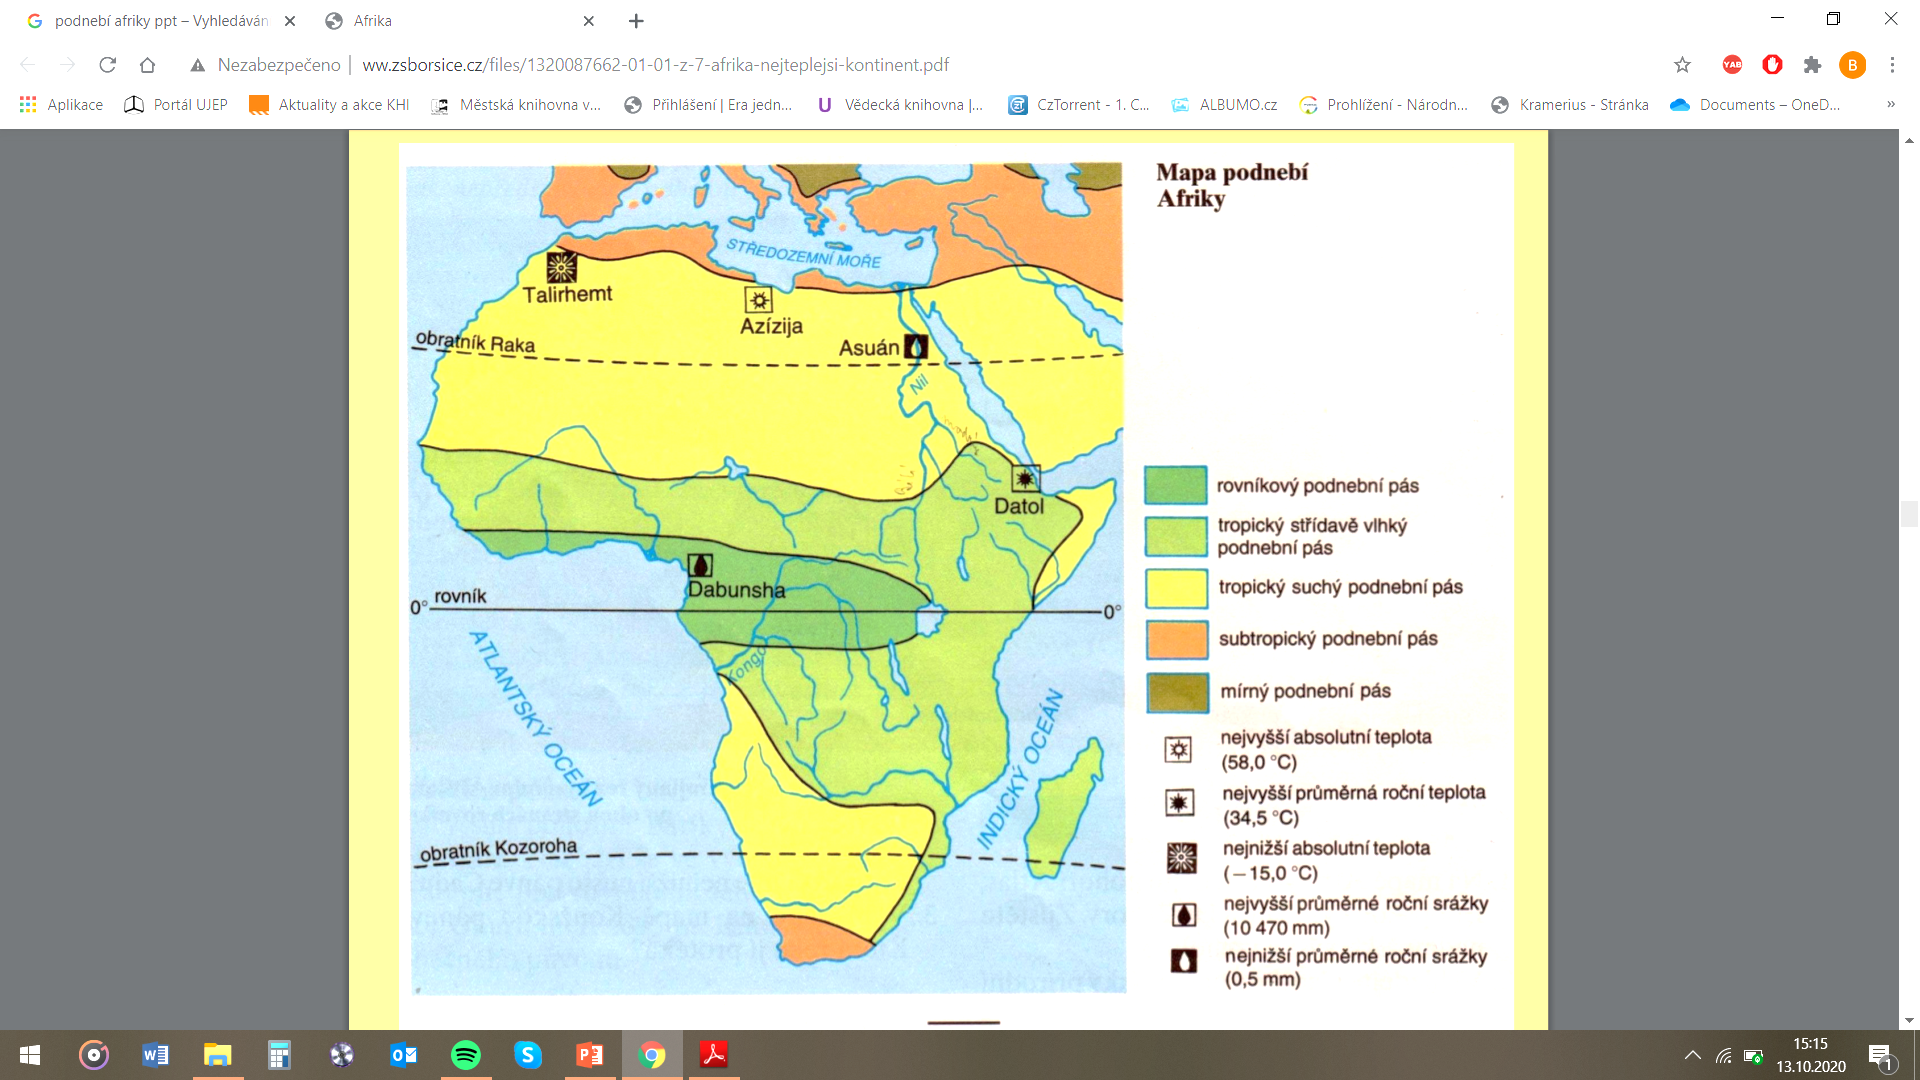 podnebí afriky ppt – Vyhledáván
Afrika
Nezabezpečeno
ww.zsborsice.cz/files/1320087662-01-01-z-7-afrika-nejteplejsi-kontinent.pdf
YAB
B
Aplikace
Portál UJEP
Aktuality a akce KHI
Městská knihovna v...
Přihlášení | Era jedn...
U Vědecká knihovna |...
CzTorrent - 1. C...
ALBUMO.cz
Prohlížení - Národn...
Kramerius - Stránka
Documents – OneD...
»
Mapa podnebí
Afriky
STŘEDOZEMNÍ MOŘE
Talirhemt
Azízija
obratník Raka
Asuán
Nil
Datol
Dabunsha
0° rovník
0°
Kongo
ATLANTSKÝ OCEÁN
INDICKÝ OCEÁN
obratník Kozoroha
rovníkový podnební pás
tropický střídavě vlhký
podnební pás
tropický suchý podnební pás
subtropický podnební pás
mírný podnební pás
nejvyšší absolutní teplota
(58,0 °C)
nejvyšší průměrná roční teplota
(34,5 °C)
nejnižší absolutní teplota
(−15,0 °C)
nejvyšší průměrné roční srážky
(10 470 mm)
nejnižší průměrné roční srážky
(0,5 mm)
15:15
13.10.2020
1